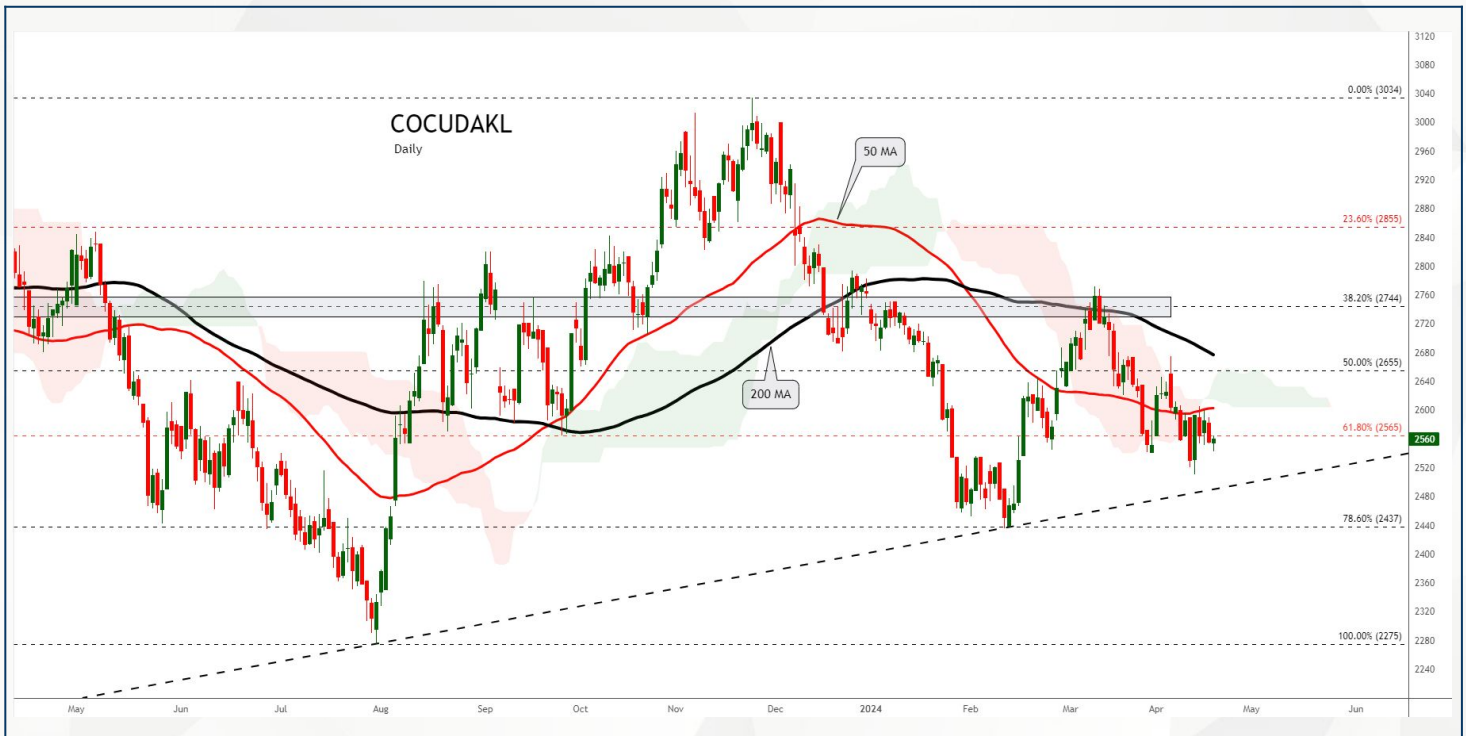 COCUDAKL
Daily
50 MA
200 MA
0.00% (3034)
23.60% (2855)
38.20% (2744)
50.00% (2655)
61.80% (2565)
78.60% (2437)
100.00% (2275)
3120
3080
3040
3000
2960
2920
2880
2840
2800
2760
2720
2680
2640
2600
2560
2520
2480
2440
2400
2360
2320
2280
2240
May
Jun
Jul
Aug
Sep
Oct
Nov
Dec
2024
Feb
Mar
Apr
May
Jun